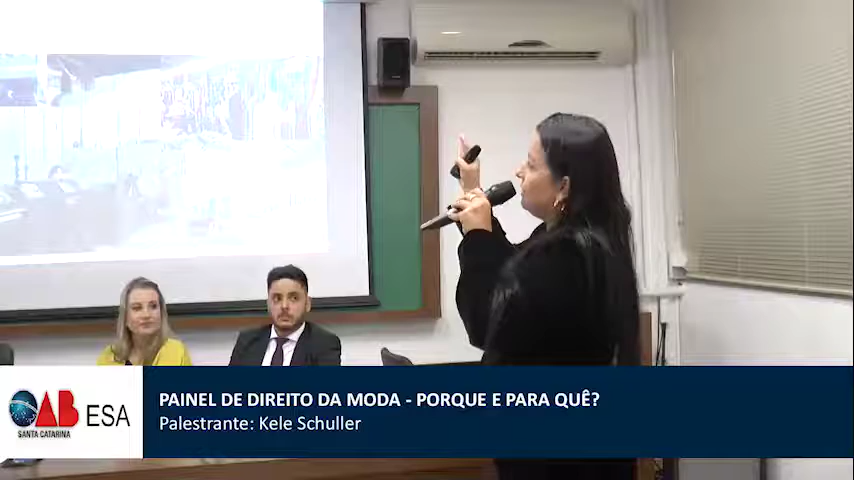 OAB
SANTA CATARINA
ESA
PAINEL DE DIREITO DA MODA - PORQUE E PARA QUÊ?
Palestrante: Kele Schuller